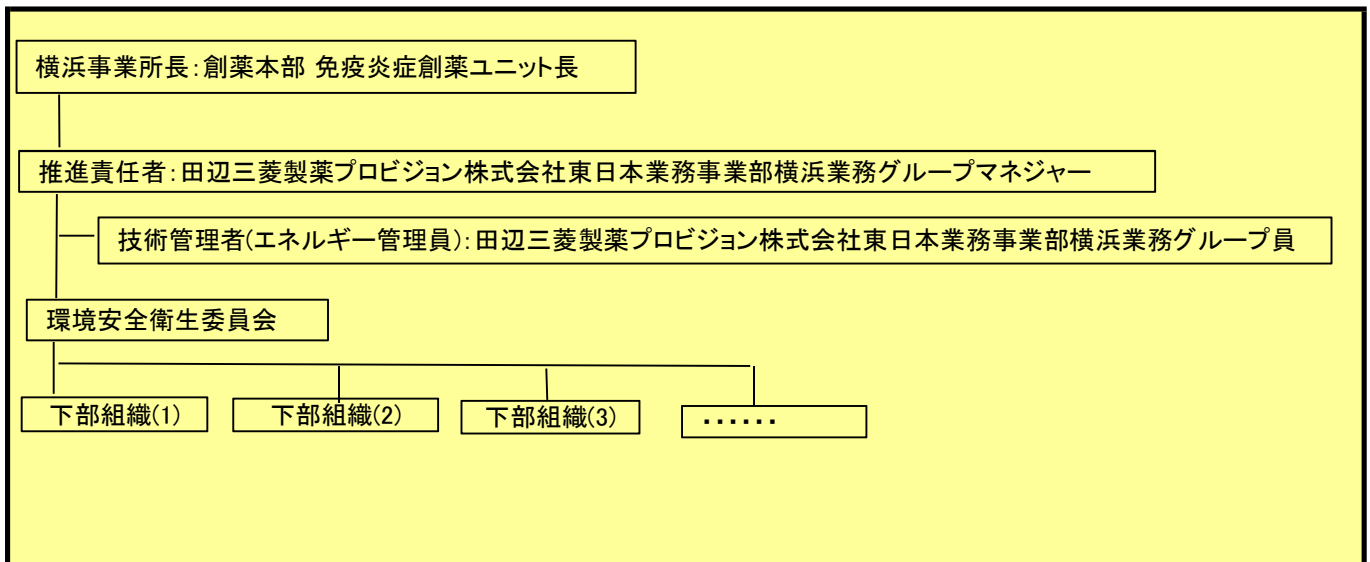 横浜事業所長:創薬本部 免疫炎症創薬ユニット長
推進責任者:田辺三菱製薬プロビジョン株式会社東日本業務事業部横浜業務グループマネジャー
技術管理者(エネルギー管理員):田辺三菱製薬プロビジョン株式会社東日本業務事業部横浜業務グループ員
環境安全衛生委員会
下部組織(1) 下部組織(2) 下部組織(3) ・・・・・・